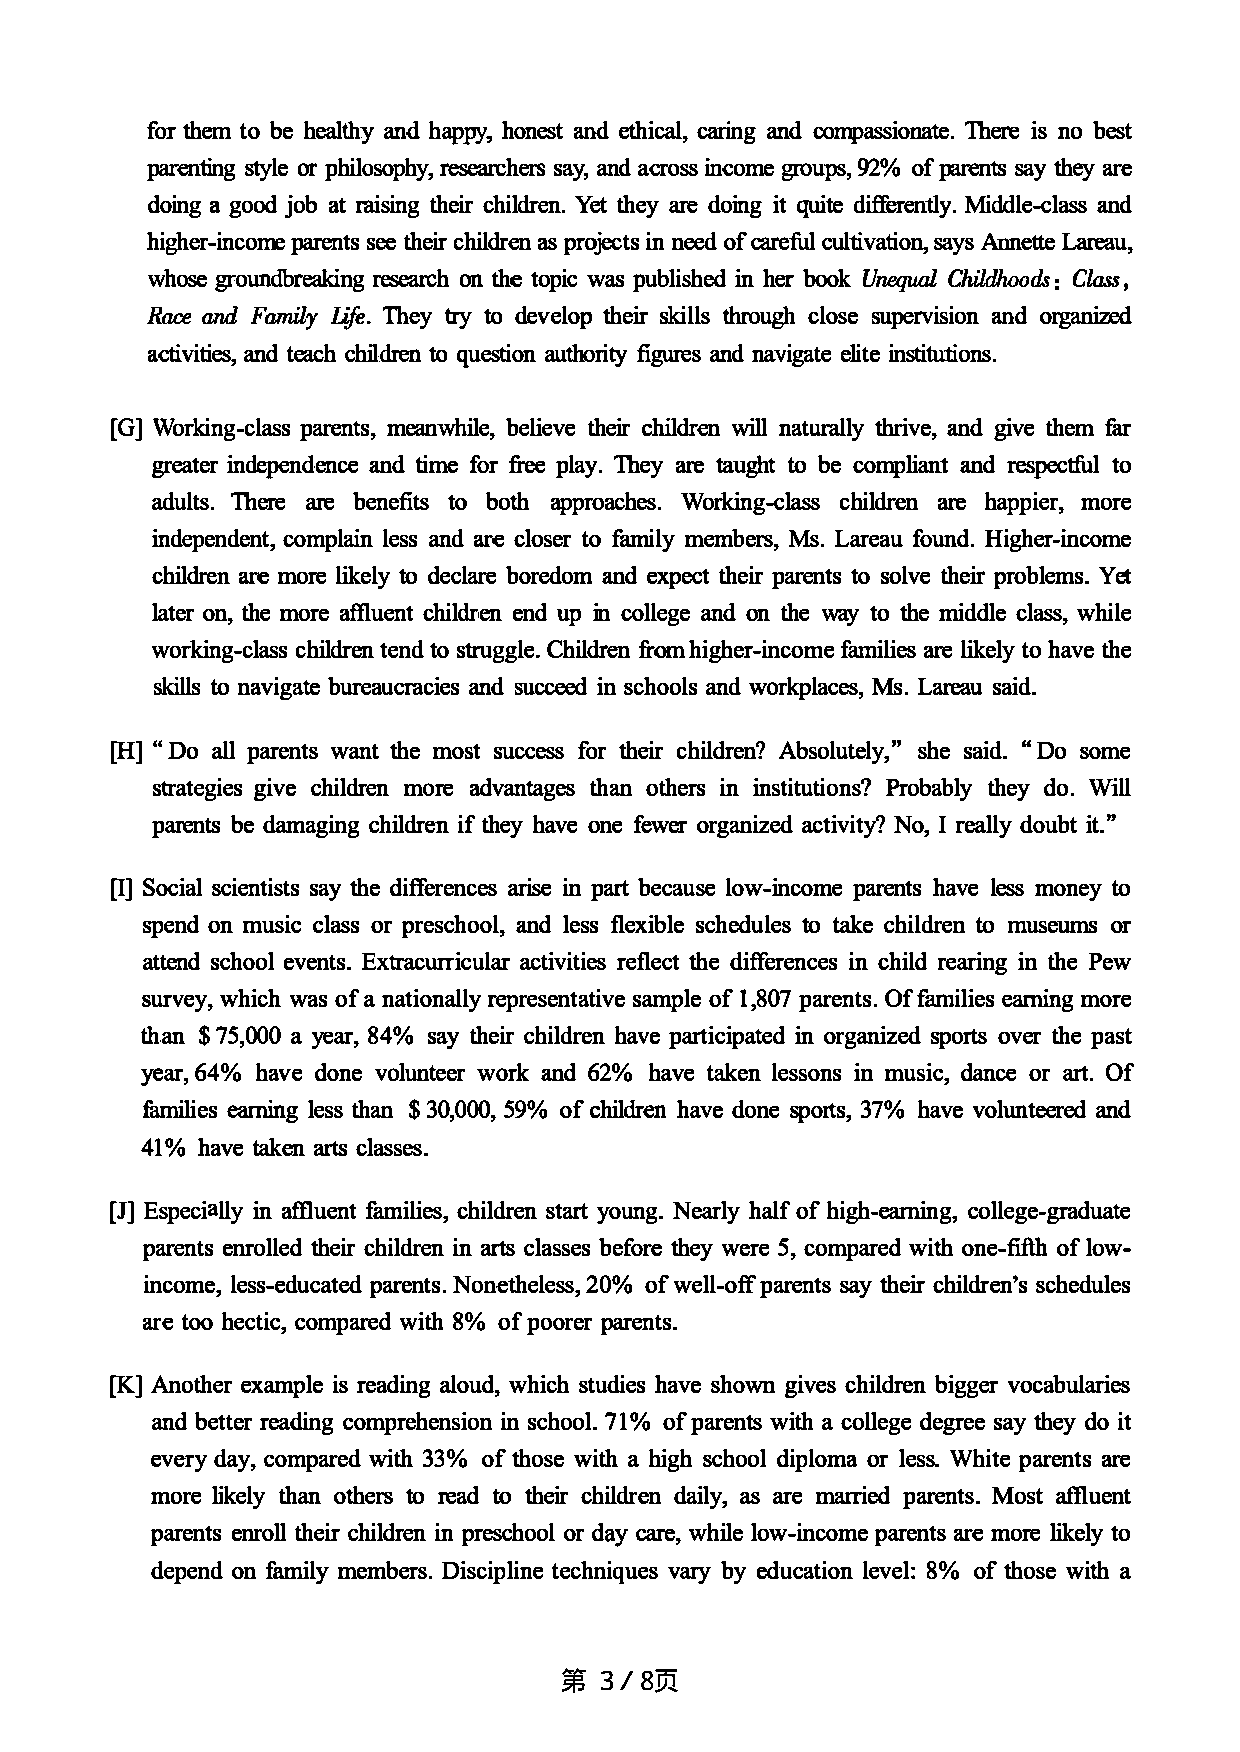 for them to be healthy and happy, honest and ethical, caring and compassionate. There is no best
parenting style or philosophy, researchers say, and across income groups, 92% of parents say they are
doing a good job at raising their children. Yet they are doing it quite differently. Middle-class and
higher-income parents see their children as projects in need of careful cultivation, says Annette Lareau,
whose groundbreaking research on the topic was published in her book Unequal Childhoods: Class,
Race and Family Life. They try to develop their skills through close supervision and organized
activities, and teach children to question authority figures and navigate elite institutions.
[G] Working-class parents, meanwhile, believe their children will naturally thrive, and give them far
greater independence and time for free play. They are taught to be compliant and respectful to
adults. There are benefits to both approaches. Working-class children are happier, more
independent, complain less and are closer to family members, Ms. Lareau found. Higher-income
children are more likely to declare boredom and expect their parents to solve their problems. Yet
later on, the more affluent children end up in college and on the way to the middle class, while
working-class children tend to struggle. Children from higher-income families are likely to have the
skills to navigate bureaucracies and succeed in schools and workplaces, Ms. Lareau said.
[H] “Do all parents want the most success for their children? Absolutely,” she said. “Do some
strategies give children more advantages than others in institutions? Probably they do. Will
parents be damaging children if they have one fewer organized activity? No, I really doubt it.”
[I] Social scientists say the differences arise in part because low-income parents have less money to
spend on music class or preschool, and less flexible schedules to take children to museums or
attend school events. Extracurricular activities reflect the differences in child rearing in the Pew
survey, which was of a nationally representative sample of 1,807 parents. Of families earning more
than $75,000 a year, 84% say their children have participated in organized sports over the past
year, 64% have done volunteer work and 62% have taken lessons in music, dance or art. Of
families earning less than $30,000, 59% of children have done sports, 37% have volunteered and
41% have taken arts classes.
[J] Especially in affluent families, children start young. Nearly half of high-earning, college-graduate
parents enrolled their children in arts classes before they were 5, compared with one-fifth of low-
income, less-educated parents. Nonetheless, 20% of well-off parents say their children’s schedules
are too hectic, compared with 8% of poorer parents.
[K] Another example is reading aloud, which studies have shown gives children bigger vocabularies
and better reading comprehension in school. 71% of parents with a college degree say they do it
every day, compared with 33% of those with a high school diploma or less. White parents are
more likely than others to read to their children daily, as are married parents. Most affluent
parents enroll their children in preschool or day care, while low-income parents are more likely to
depend on family members. Discipline techniques vary by education level: 8% of those with a
第 3 / 8页